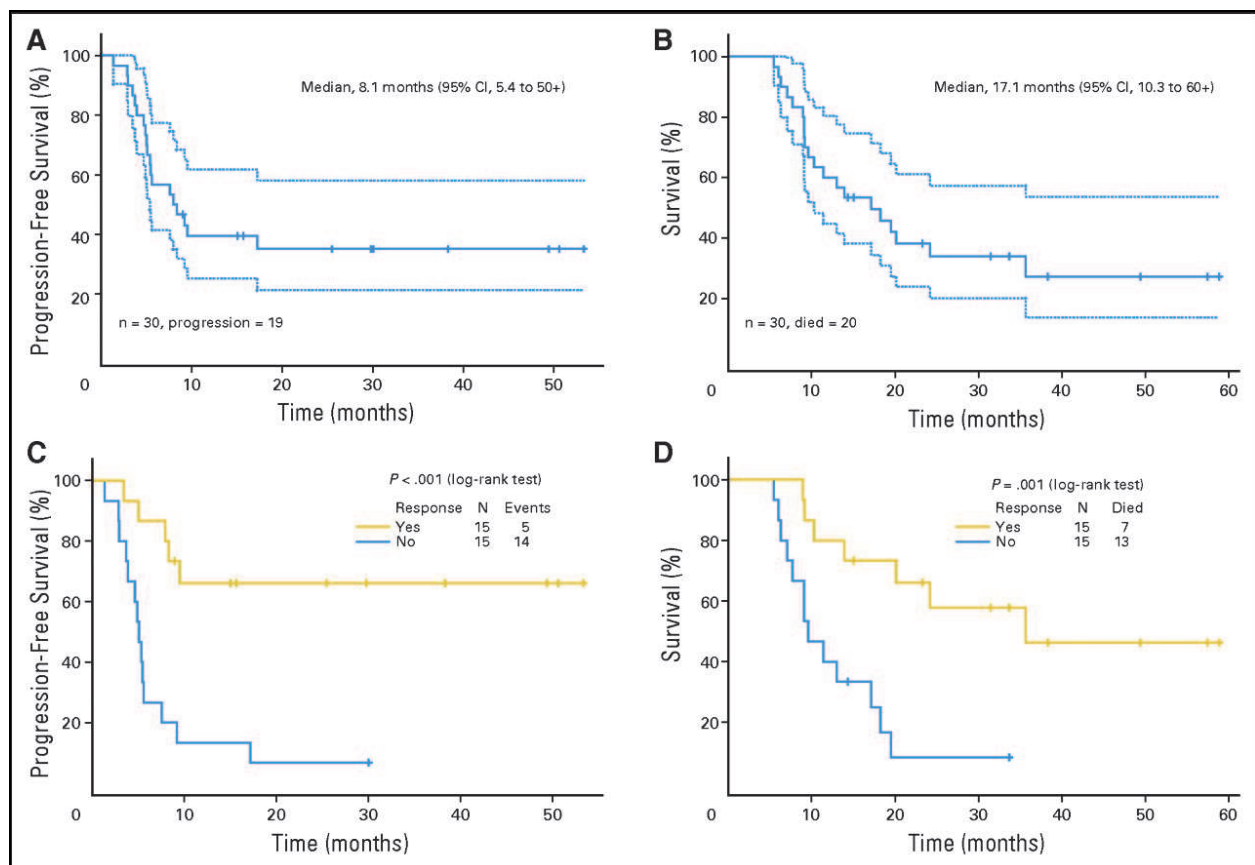 A
Progression-Free Survival (%)
100
80
60
40
20
0
Median, 8.1 months (95% CI, 5.4 to 50+)
n = 30, progression = 19
10
20
30
40
50
Time (months)
B
Survival (%)
100
80
60
40
20
0
Median, 17.1 months (95% CI, 10.3 to 60+)
n = 30, died = 20
10
20
30
40
50
60
Time (months)
C
Progression-Free Survival (%)
100
80
60
40
20
0
P < .001 (log-rank test)
Response N Events
Yes 15 5
No 15 14
10
20
30
40
50
Time (months)
D
Survival (%)
100
80
60
40
20
0
P = .001 (log-rank test)
Response N Died
Yes 15 7
No 15 13
10
20
30
40
50
60
Time (months)